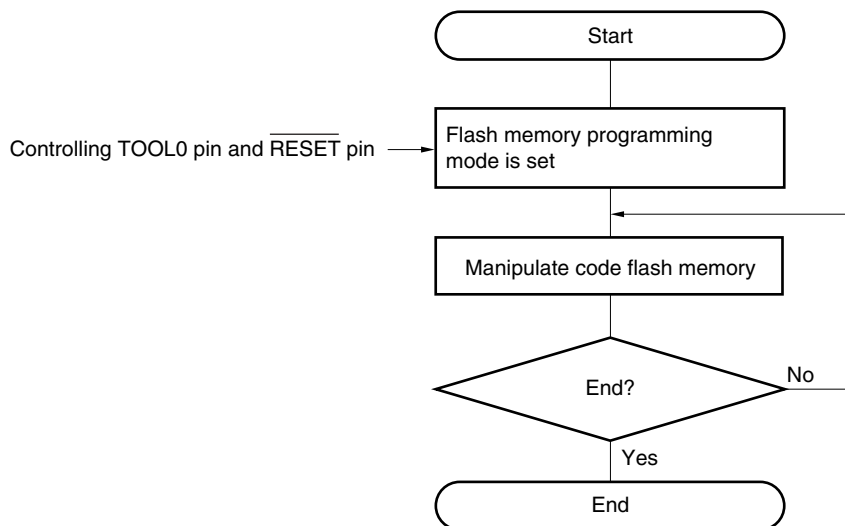 Start
Controlling TOOL0 pin and RESET pin
Flash memory programming
mode is set
Manipulate code flash memory
End?
No
Yes
End